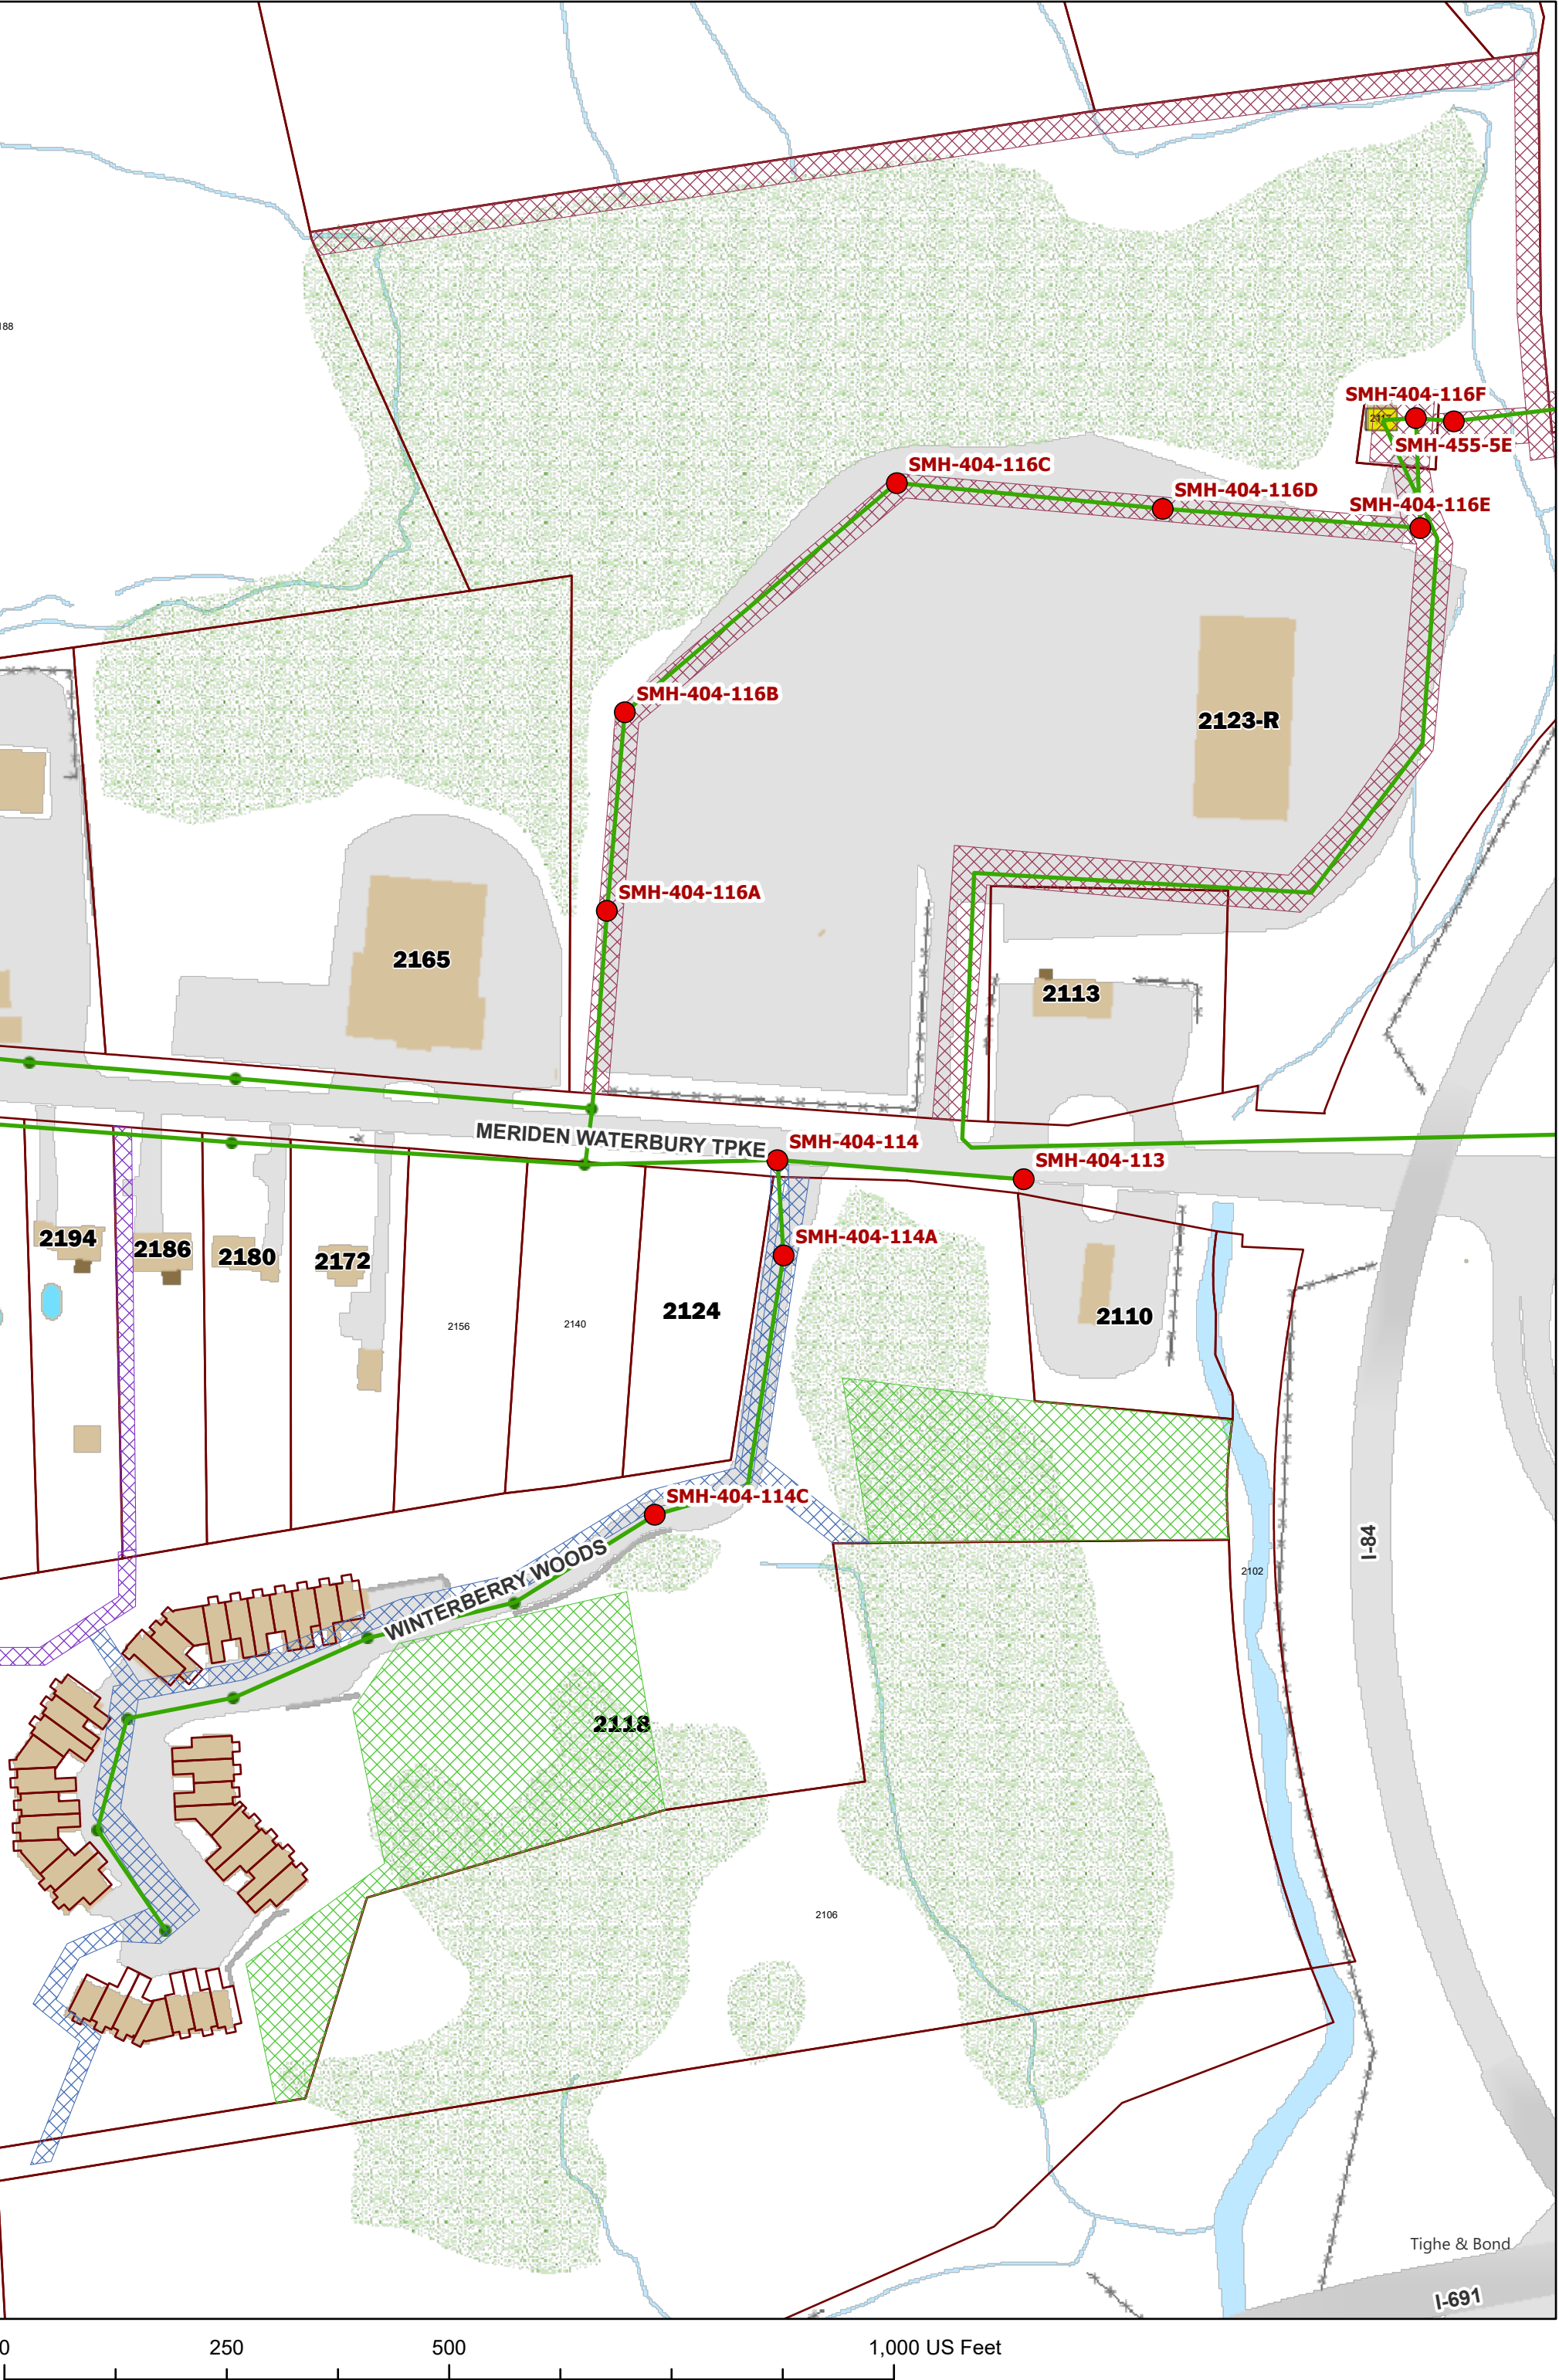 188
SMH-404-116F
2117
SMH-455-5E
SMH-404-116C
SMH-404-116D
SMH-404-116E
SMH-404-116B
2123-R
SMH-404-116A
2165
2113
MERIDEN WATERBURY TPKE
SMH-404-114
SMH-404-113
SMH-404-114A
2194
2186
2180
2172
2156
2140
2124
2110
SMH-404-114C
I-84
WINTERBERRY WOODS
2102
2118
2106
Tighe & Bond
I-691
0
250
500
1,000 US Feet